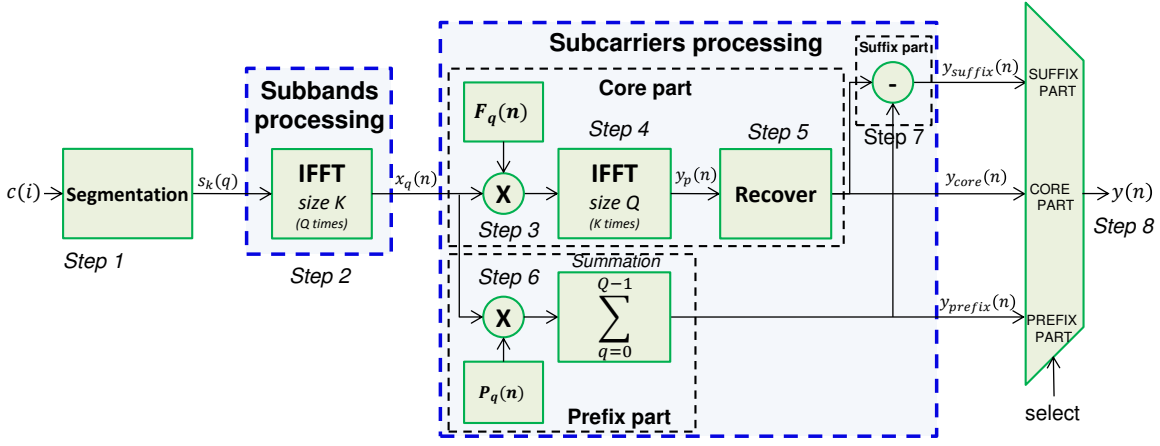 Subcarriers processing
Suffix part
-
y_suffix(n)
Step 7
Core part
F_q(n)
Step 4
Step 5
Subbands
processing
c(i)
Segmentation
s_k(q)
IFFT
size K
(Q times)
x_q(n)
X
IFFT
size Q
(K times)
y_p(n)
Recover
y_core(n)
Step 1
Step 2
Step 3
Step 6
Summation
X
Q−1
∑
q=0
y_prefix(n)
P_q(n)
Prefix part
SUFFIX
PART
CORE
PART
PREFIX
PART
y(n)
Step 8
select